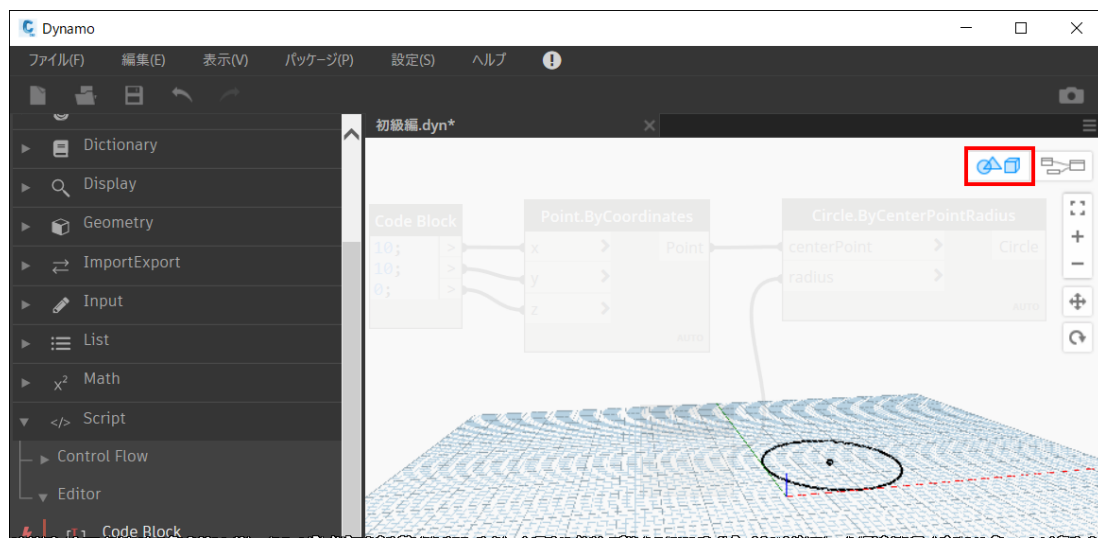 Dynamo
ファイル(F) 編集(E) 表示(V) パッケージ(P) 設定(S) ヘルプ
初級編.dyn*
Dictionary
Display
Geometry
ImportExport
Input
List
Math
Script
Control Flow
Editor
Code Block
Code Block
10; >
10; >
0; >
Point.ByCoordinates
x > Point
y >
z >
AUTO
Circle.ByCenterPointRadius
centerPoint > Circle
radius >
AUTO